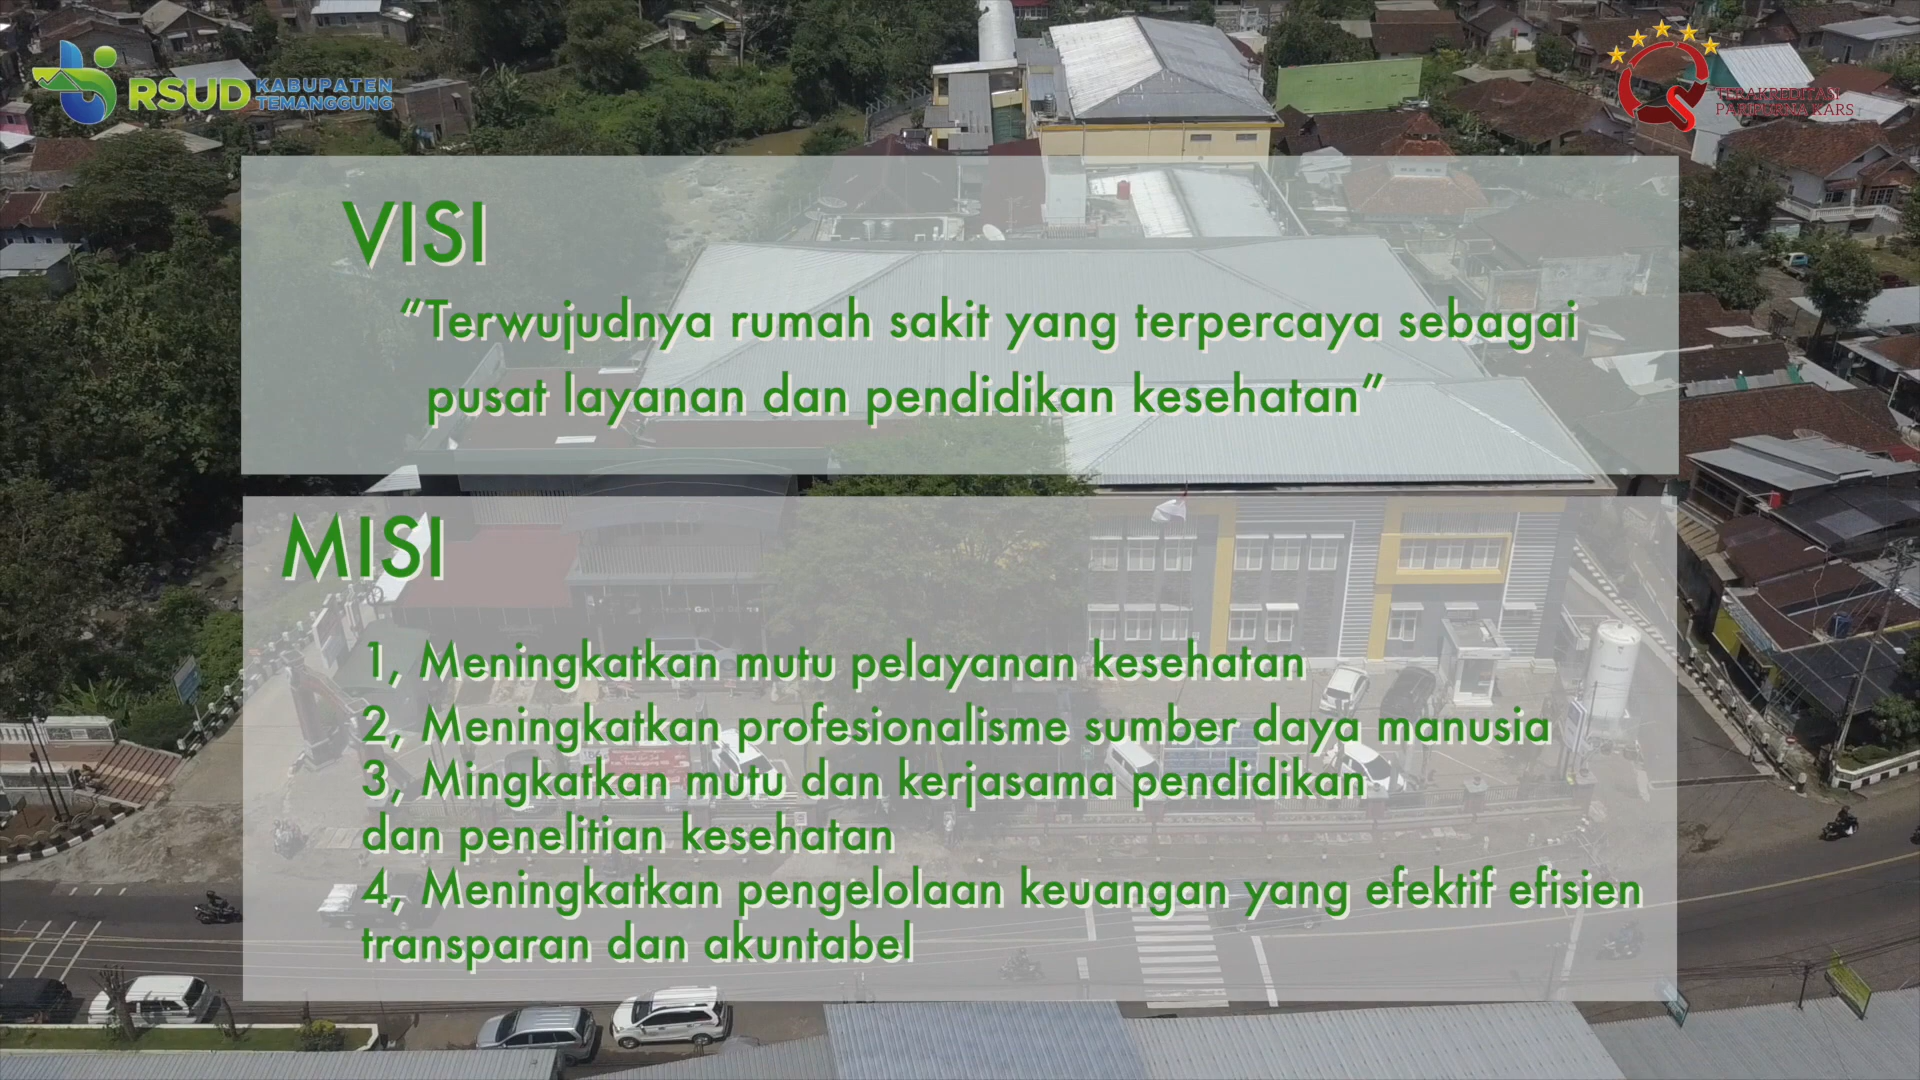 RSUD KABUPATEN
TEMANGGUNG
TERAKREDITASI
PARIPURNA KARS
VISI
“Terwujudnya rumah sakit yang terpercaya sebagai
pusat layanan dan pendidikan kesehatan”
MISI
1, Meningkatkan mutu pelayanan kesehatan
2, Meningkatkan profesionalisme sumber daya manusia
3, Mingkatkan mutu dan kerjasama pendidikan
dan penelitian kesehatan
4, Meningkatkan pengelolaan keuangan yang efektif efisien
transparan dan akuntabel